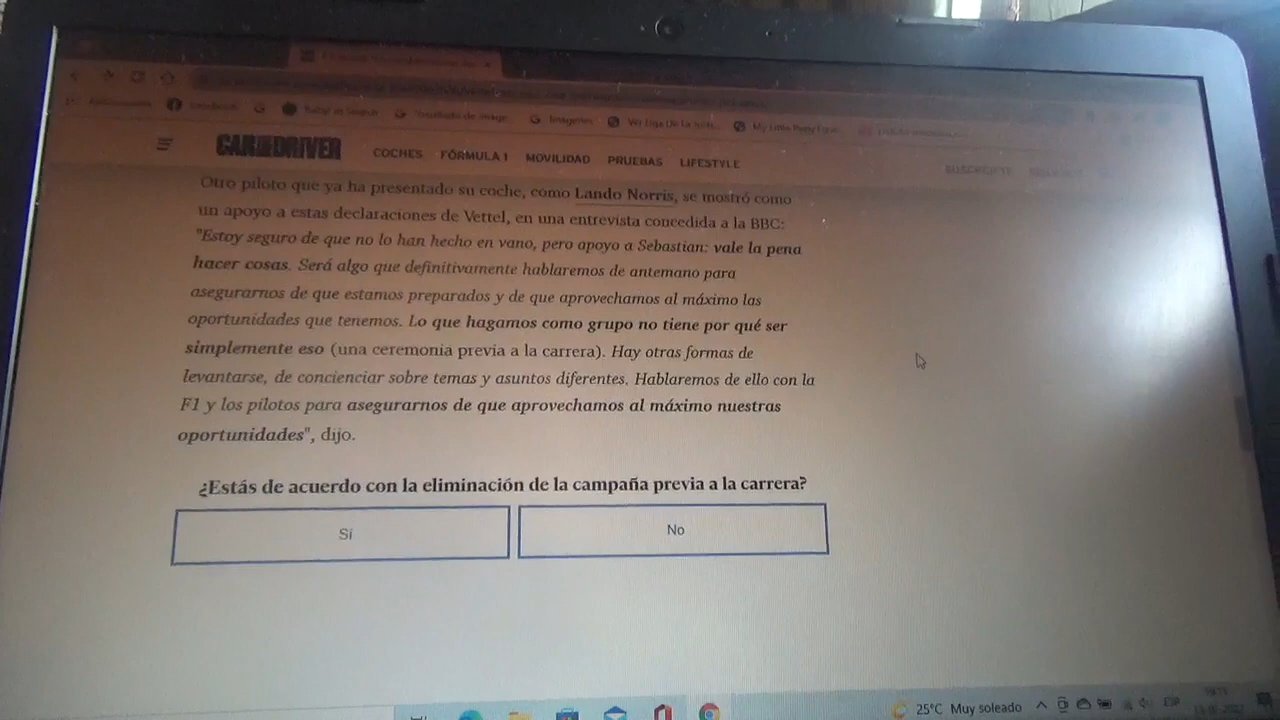 CAR AND DRIVER
COCHES FÓRMULA 1 MOVILIDAD PRUEBAS LIFESTYLE
Otro piloto que ya ha presentado su coche, como Lando Norris, se mostró como
un apoyo a estas declaraciones de Vettel, en una entrevista concedida a la BBC:
"Estoy seguro de que no lo han hecho en vano, pero apoyo a Sebastian: vale la pena
hacer cosas. Será algo que definitivamente hablaremos de antemano para
asegurarnos de que estamos preparados y de que aprovechamos al máximo las
oportunidades que tenemos. Lo que hagamos como grupo no tiene por qué ser
simplemente eso (una ceremonia previa a la carrera). Hay otras formas de
levantarse, de concienciar sobre temas y asuntos diferentes. Hablaremos de ello con la
F1 y los pilotos para asegurarnos de que aprovechamos al máximo nuestras
oportunidades", dijo.
¿Estás de acuerdo con la eliminación de la campaña previa a la carrera?
Sí No
25°C Muy soleado